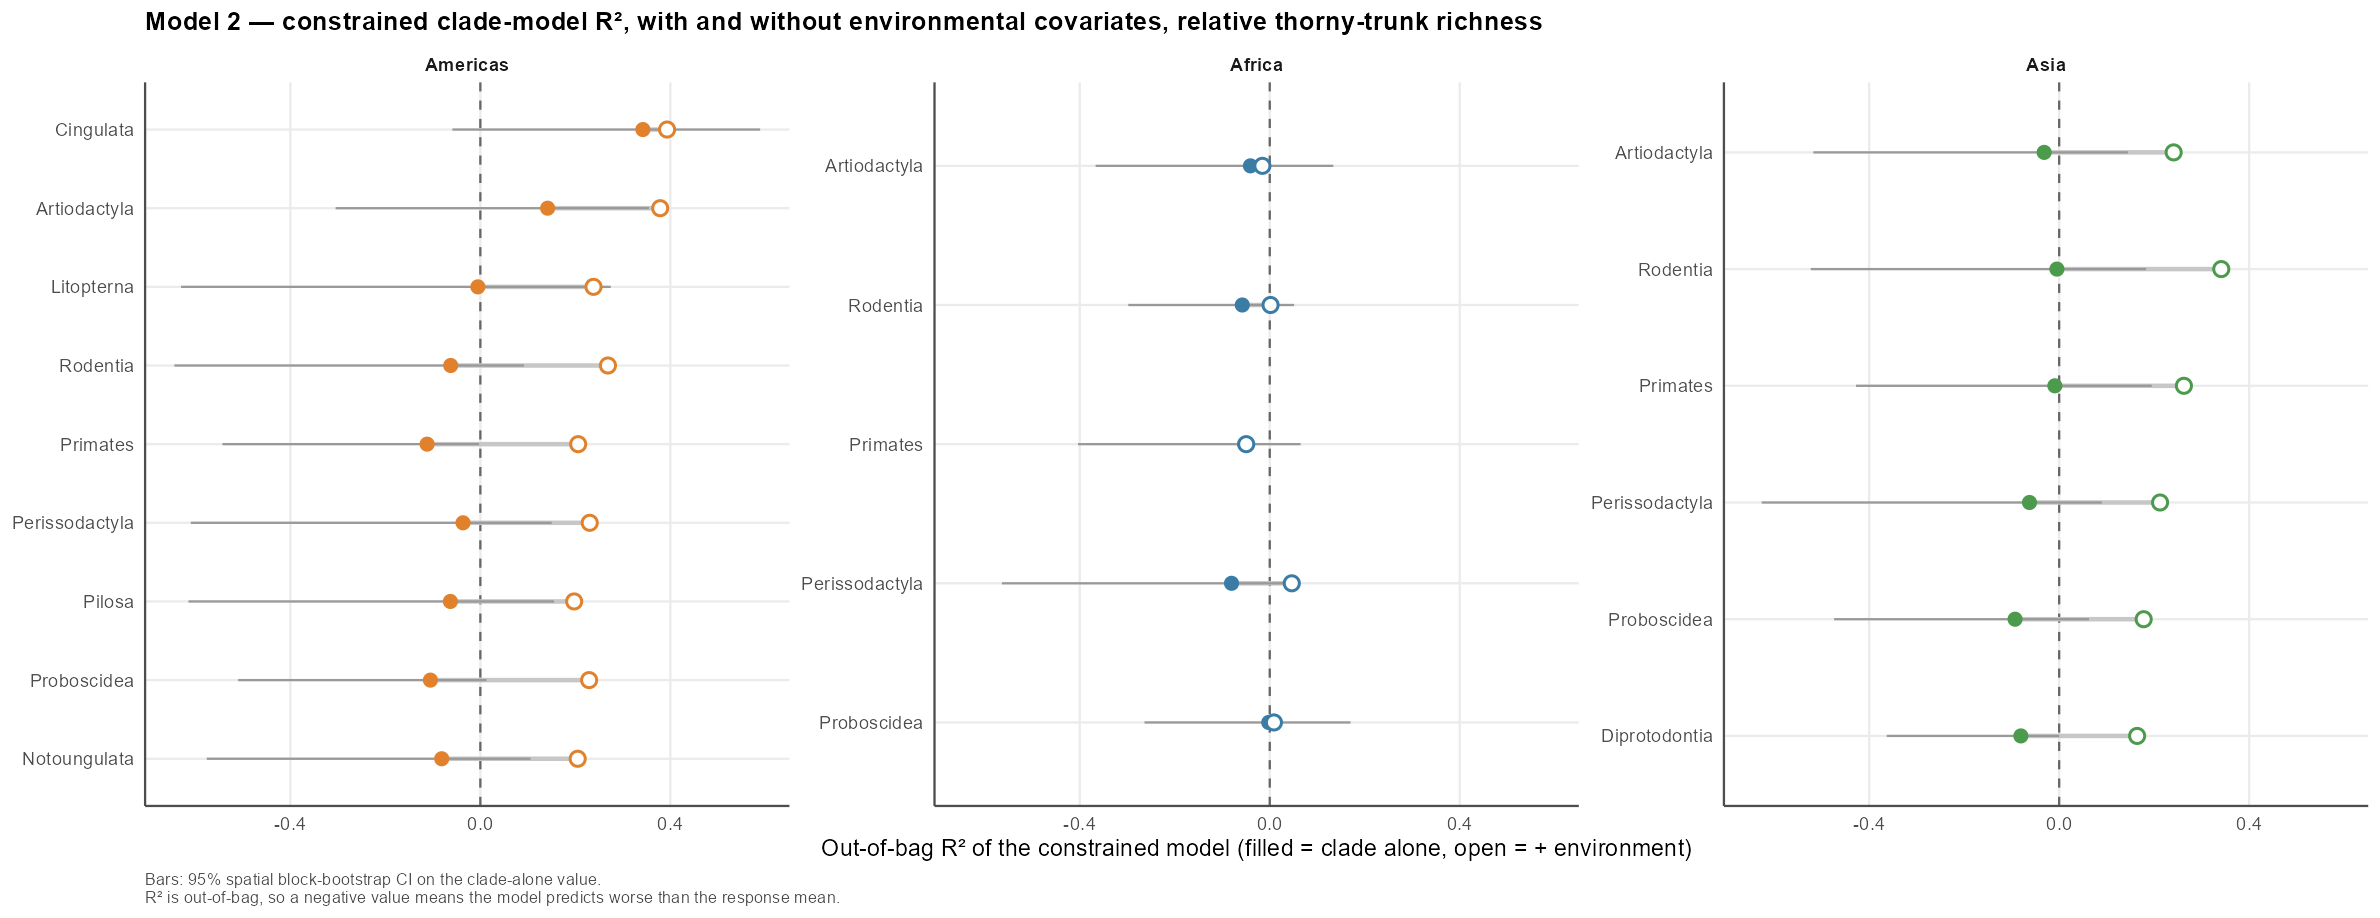 Model 2 — constrained clade-model R², with and without environmental covariates, relative thorny-trunk richness
Americas
Cingulata
Artiodactyla
Litopterna
Rodentia
Primates
Perissodactyla
Pilosa
Proboscidea
Notoungulata
-0.4 0.0 0.4
Africa
Artiodactyla
Rodentia
Primates
Perissodactyla
Proboscidea
-0.4 0.0 0.4
Asia
Artiodactyla
Rodentia
Primates
Perissodactyla
Proboscidea
Diprotodontia
-0.4 0.0 0.4
Out-of-bag R² of the constrained model (filled = clade alone, open = + environment)
Bars: 95% spatial block-bootstrap CI on the clade-alone value.
R² is out-of-bag, so a negative value means the model predicts worse than the response mean.